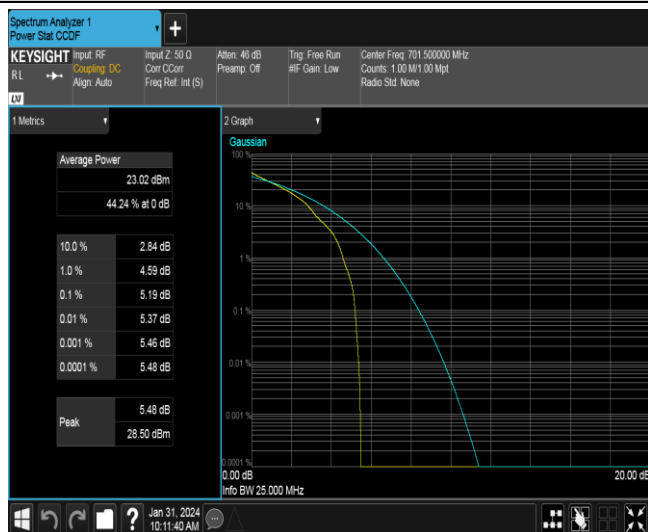 Spectrum Analyzer 1
Power Stat CCDF
+
KEYSIGHT
RL
Input: RF
Coupling: DC
Align: Auto
Input Z: 50 Ω
Corr CCorr
Freq Ref: Int (S)
Atten: 46 dB
Preamp: Off
Trig: Free Run
#IF Gain: Low
Center Freq: 701.500000 MHz
Counts: 1.00 M/1.00 Mpt
Radio Std: None
LXI
1 Metrics
Average Power
23.02 dBm
44.24 % at 0 dB
10.0 % 2.84 dB
1.0 % 4.59 dB
0.1 % 5.19 dB
0.01 % 5.37 dB
0.001 % 5.46 dB
0.0001 % 5.48 dB
Peak
5.48 dB
28.50 dBm
2 Graph
Gaussian
100 %
10 %
1 %
0.1 %
0.01 %
0.001 %
0.0001 %
0.00 dB 20.00 dB
Info BW 25.000 MHz
?
Jan 31, 2024
10:11:40 AM